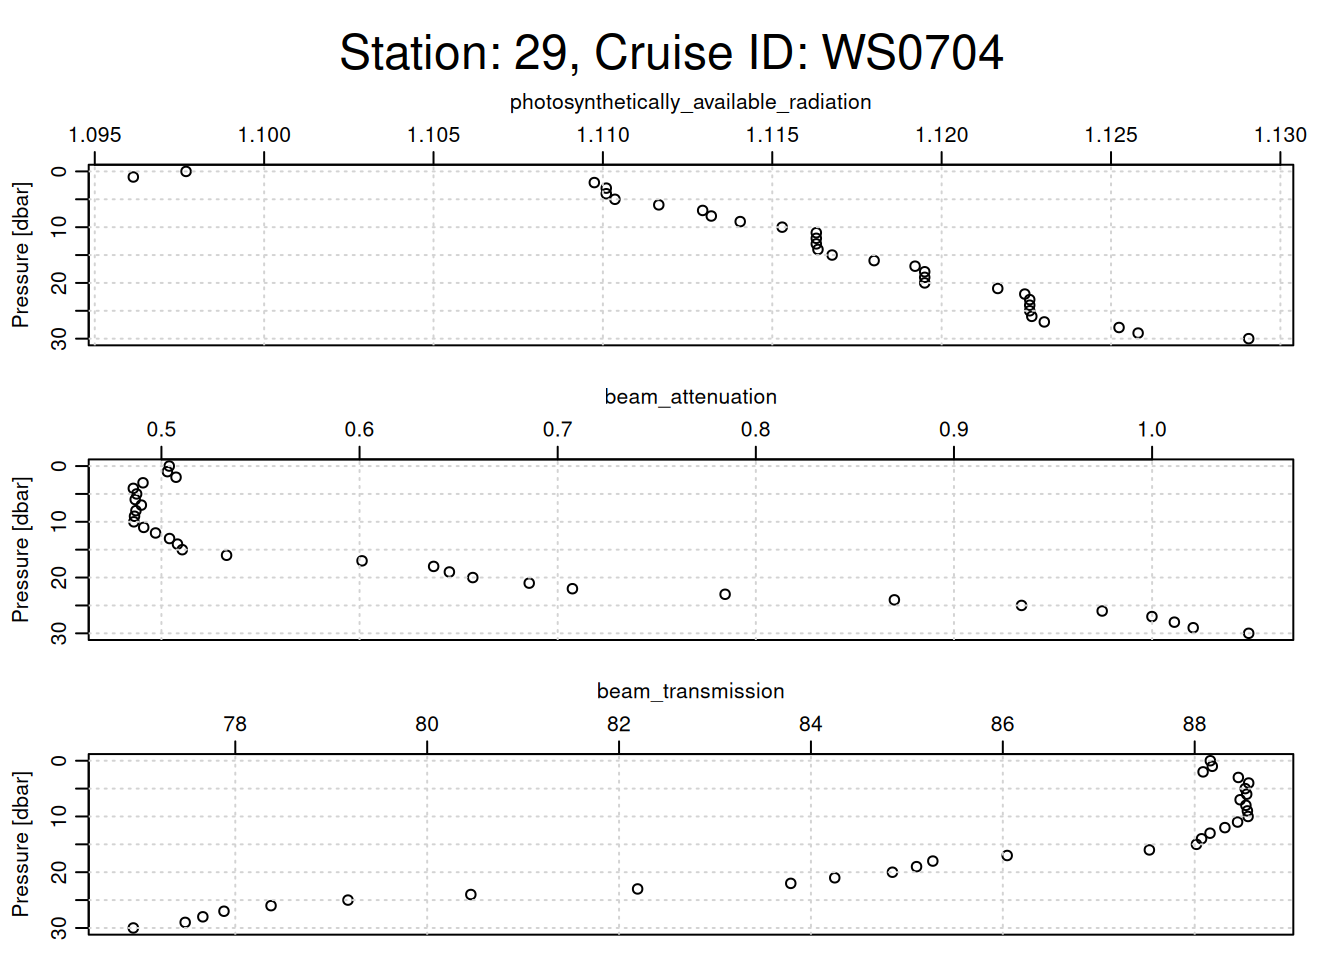 Station: 29, Cruise ID: WS0704
photosynthetically_available_radiation
1.095 1.100 1.105 1.110 1.115 1.120 1.125 1.130
Pressure [dbar]
0
10
20
30
beam_attenuation
0.5 0.6 0.7 0.8 0.9 1.0
Pressure [dbar]
0
10
20
30
beam_transmission
78 80 82 84 86 88
Pressure [dbar]
0
10
20
30